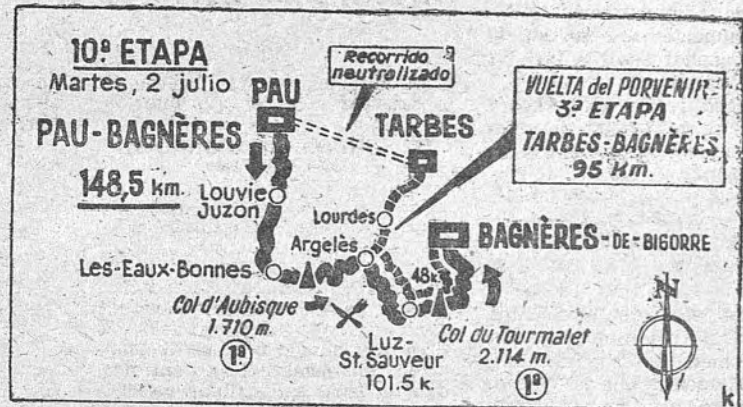 10ª ETAPA
Martes, 2 julio
PAU-BAGNÈRES
148,5 km.
PAU
Recorrido
neutralizado
TARBES
VUELTA del PORVENIR
3ª ETAPA
TARBES-BAGNÈRES
95 Km.
Louvie
Juzon
Lourdes
Argelès
BAGNÈRES-DE-BIGORRE
Les-Eaux-Bonnes
48k
Col d'Aubisque
1.710 m.
1ª
Luz-
St. Sauveur
101.5 k.
Col du Tourmalet
2.114 m.
1ª
N
k